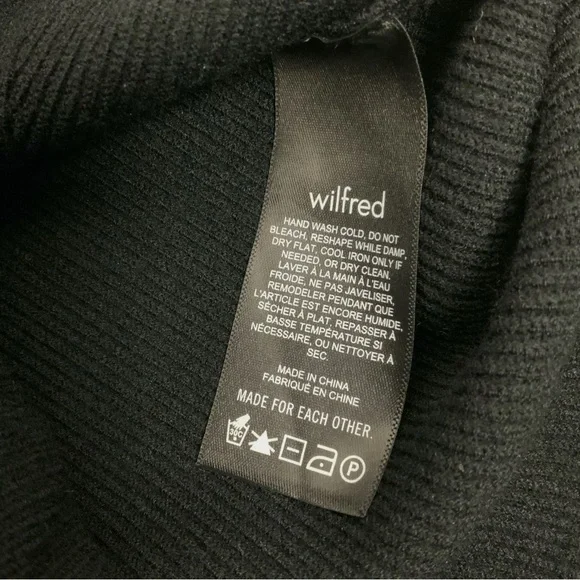 wilfred
HAND WASH COLD, DO NOT
BLEACH, RESHAPE WHILE DAMP,
DRY FLAT, COOL IRON ONLY IF
NEEDED, OR DRY CLEAN.
LAVER À LA MAIN À L'EAU
FROIDE, NE PAS JAVELISER,
REMODELER PENDANT QUE
L'ARTICLE EST ENCORE HUMIDE,
SÉCHER À PLAT, REPASSER À
BASSE TEMPÉRATURE SI
NÉCESSAIRE, OU NETTOYER À
SEC.
MADE IN CHINA
FABRIQUÉ EN CHINE
MADE FOR EACH OTHER.
30C P